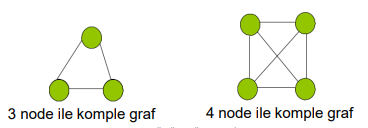 3 node ile komple graf
4 node ile komple graf